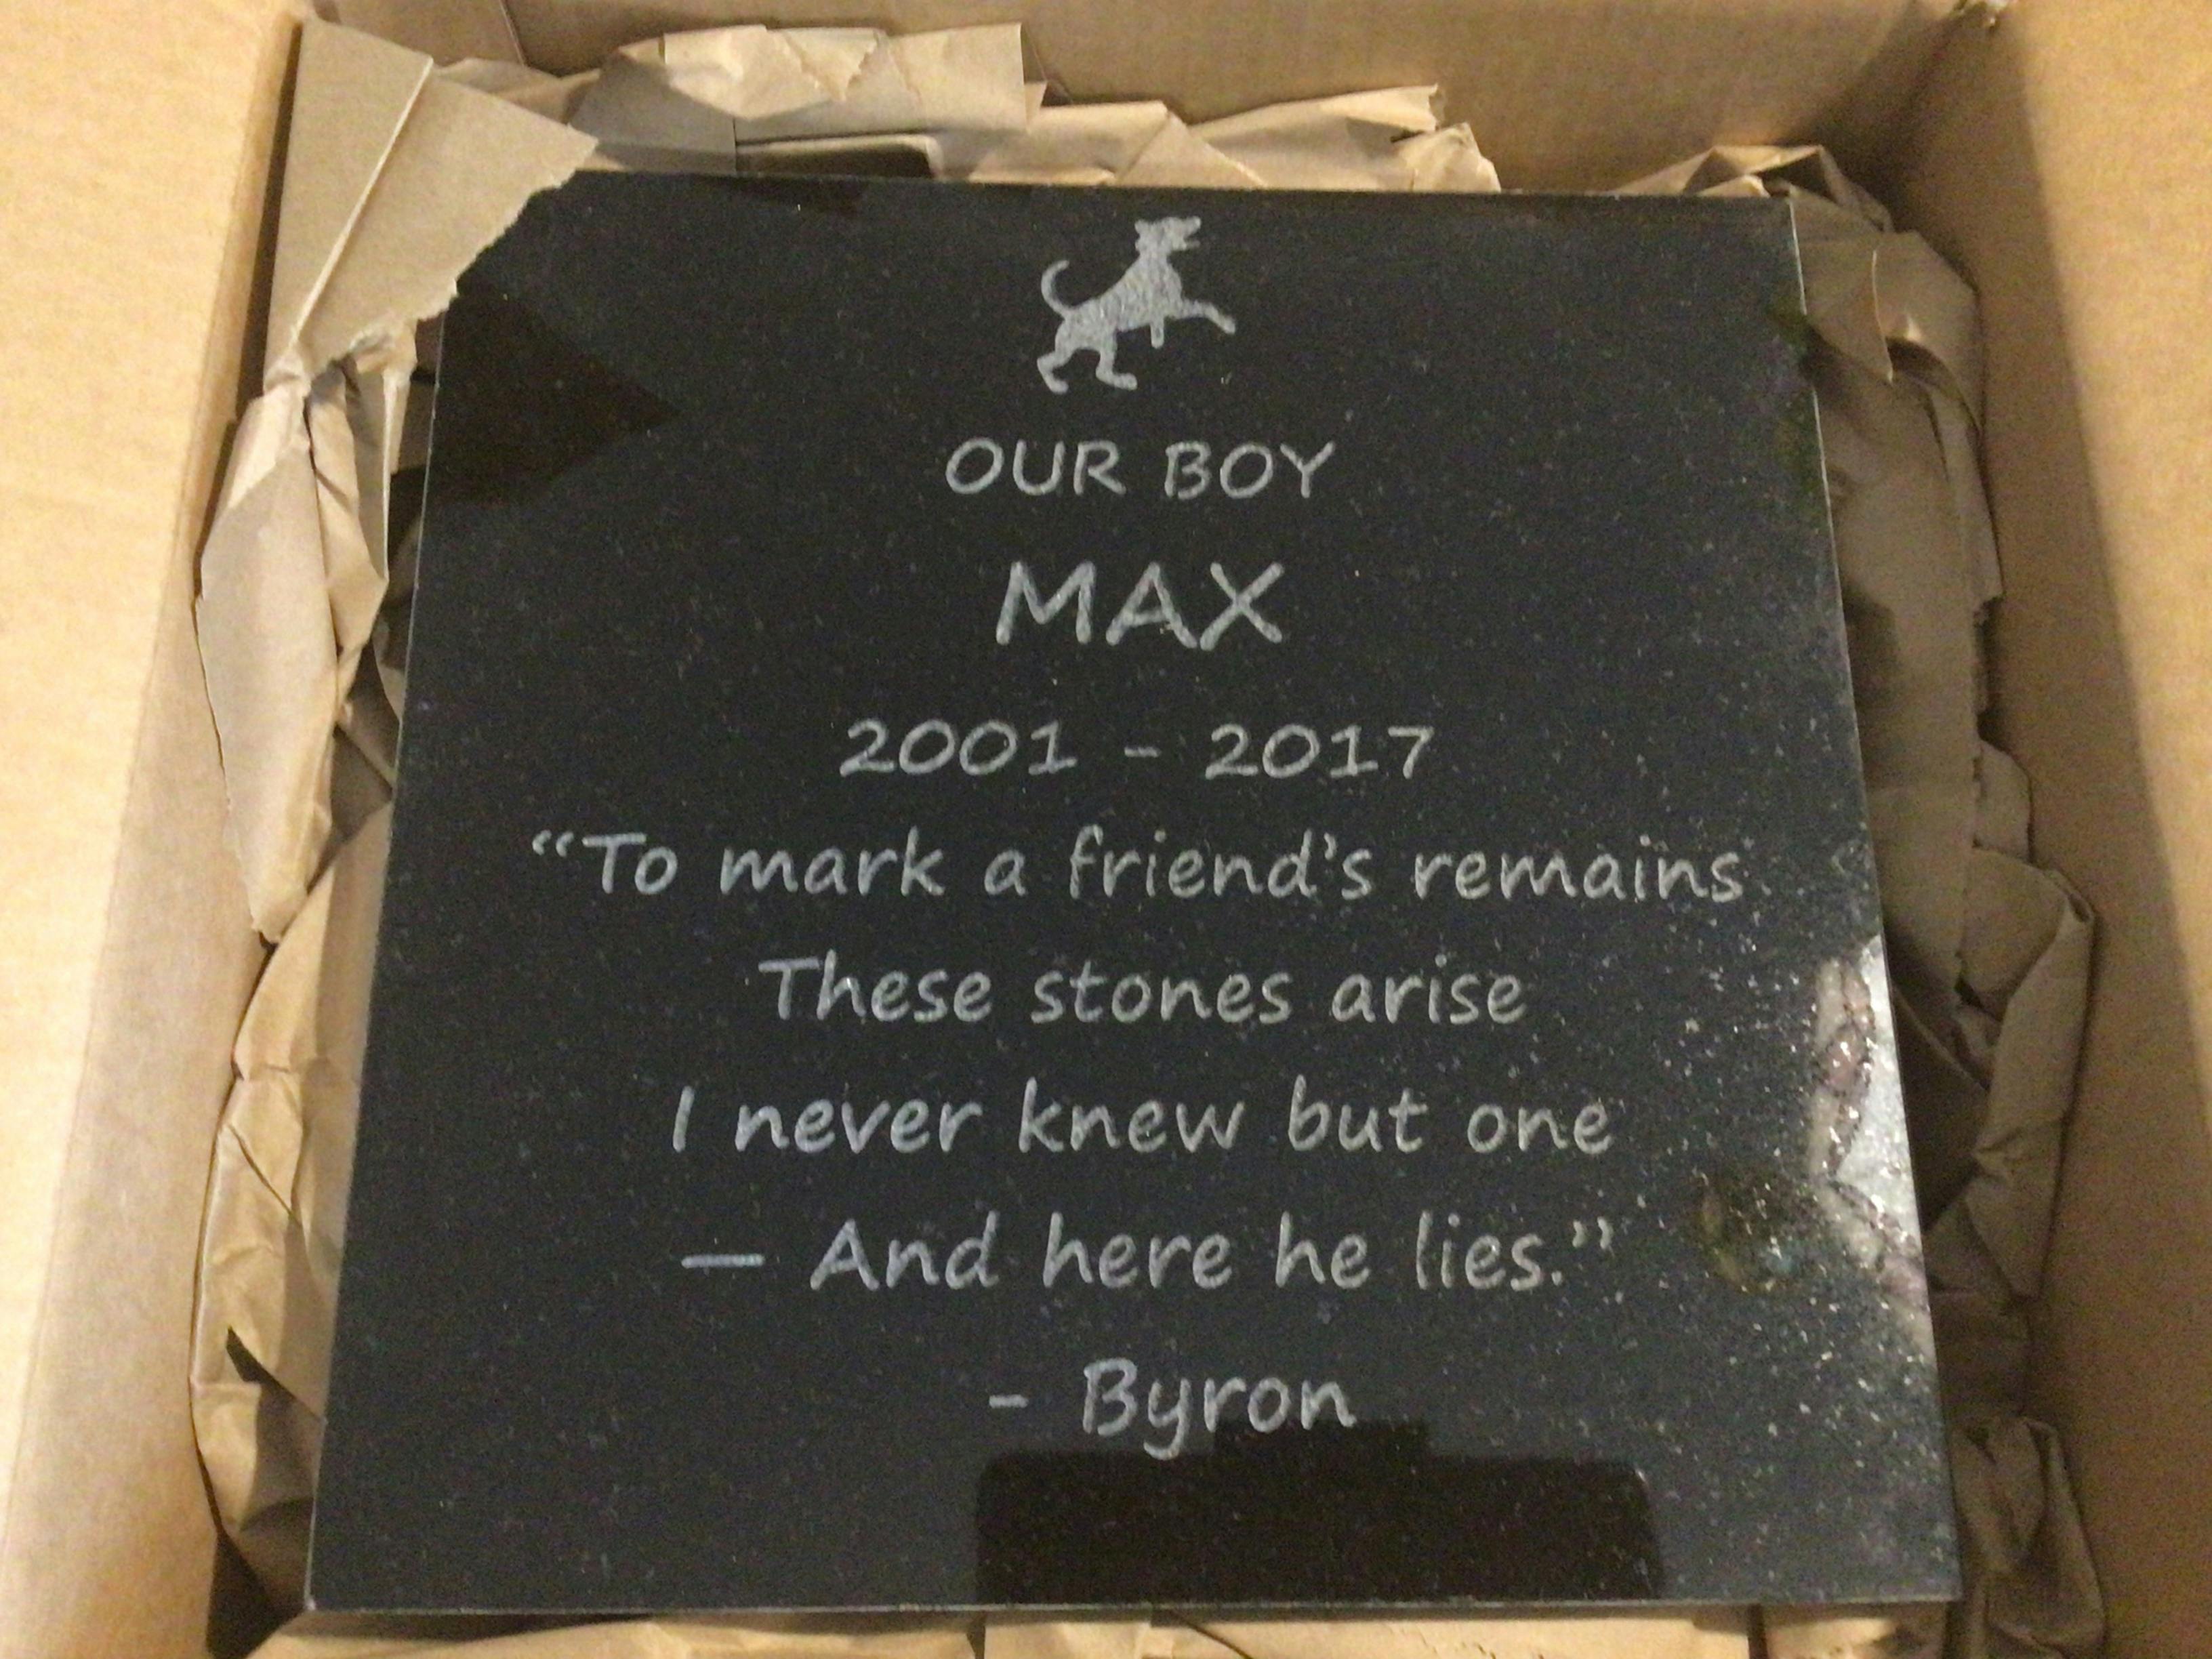 OUR BOY
MAX
2001 - 2017
“To mark a friend’s remains
These stones arise
I never knew but one
— And here he lies.”
- Byron